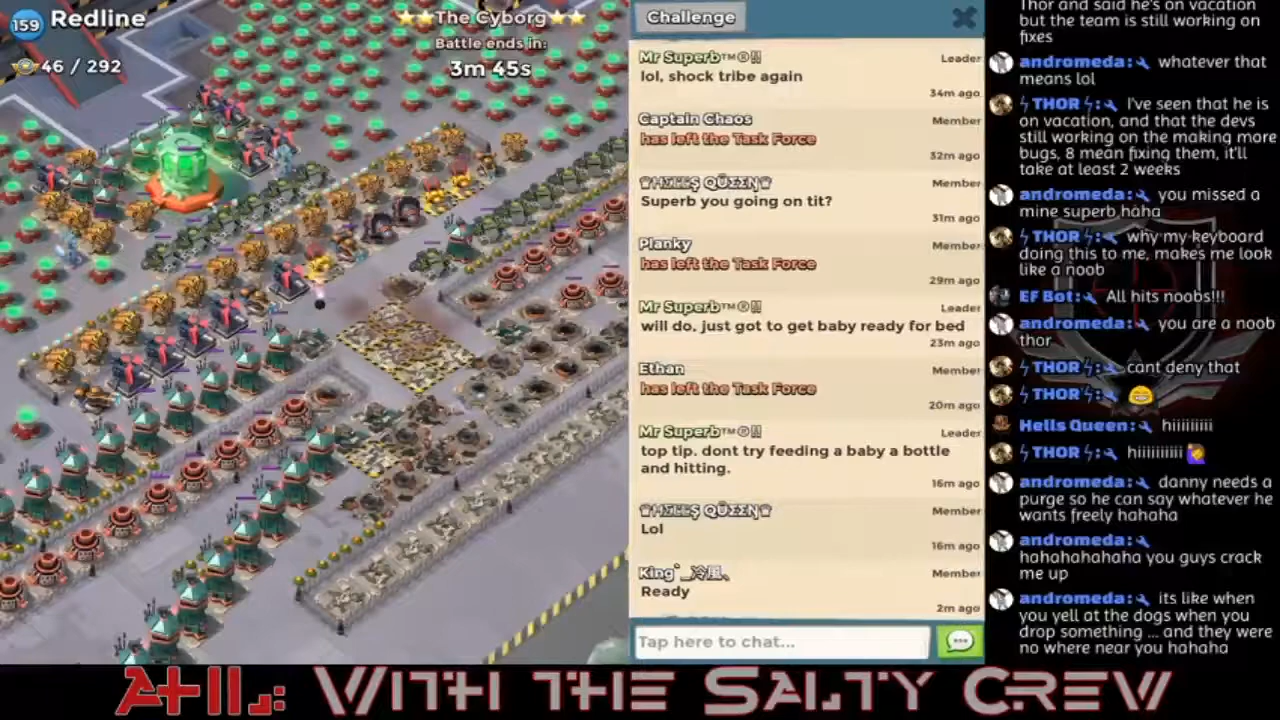 159 Redline
46 / 292
The Cyborg
Battle ends in:
3m 45s
Challenge
Mr Superb™®‼ Leader
lol, shock tribe again
34m ago
Captain Chaos Member
has left the Task Force
32m ago
Member
Superb you going on tit?
31m ago
Planky Member
has left the Task Force
29m ago
Mr Superb™®‼ Leader
will do. just got to get baby ready for bed
23m ago
Ethan Member
has left the Task Force
20m ago
Mr Superb™®‼ Leader
top tip. dont try feeding a baby a bottle
and hitting.
16m ago
Member
Lol
16m ago
King Member
Ready
2m ago
Tap here to chat...
Thor and said he's on vacation
but the team is still working on
fixes
andromeda: whatever that
means lol
⚡THOR⚡: I've seen that he is
on vacation, and that the devs
still working on the making more
bugs, 8 mean fixing them, it'll
take at least 2 weeks
andromeda: you missed a
mine superb haha
⚡THOR⚡: why my keyboard
doing this to me, makes me look
like a noob
EF Bot: All hits noobs!!!
andromeda: you are a noob
thor
⚡THOR⚡: cant deny that
⚡THOR⚡: 😁
Hells Queen: hiiiiiiiii
⚡THOR⚡: hiiiiiiiiii 🙋
andromeda: danny needs a
purge so he can say whatever he
wants freely hahaha
andromeda:
hahahahahaha you guys crack
me up
andromeda: its like when
you yell at the dogs when you
drop something ... and they were
no where near you hahaha
With the Salty Crew